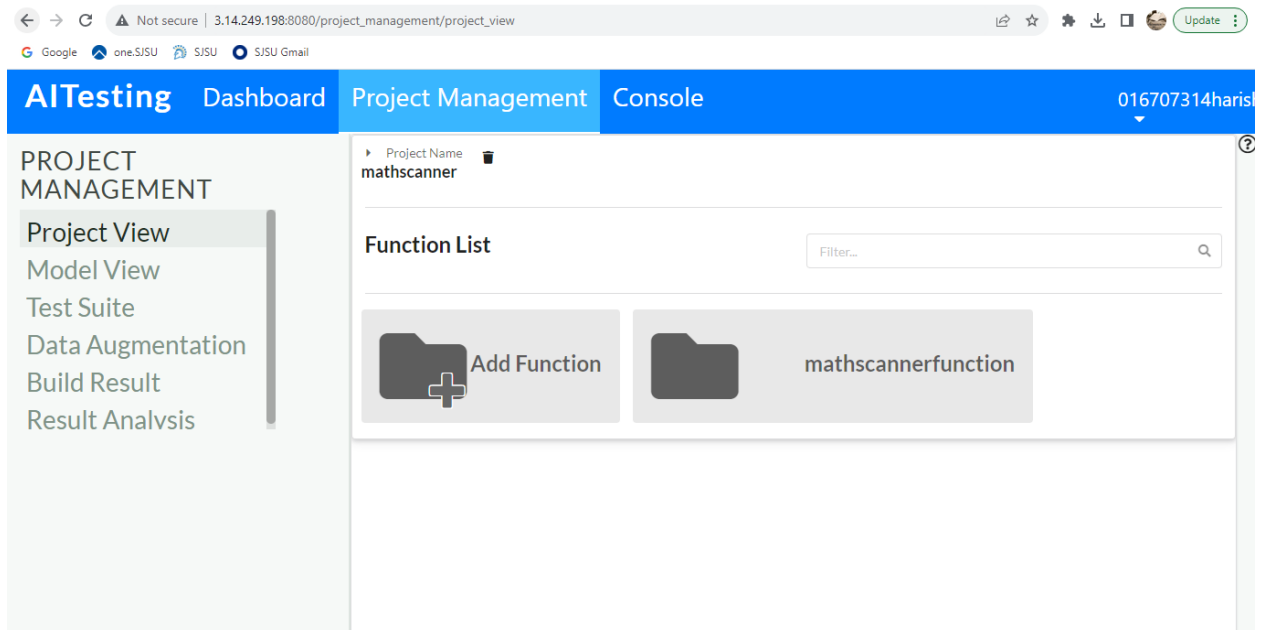 Not secure 3.14.249.198:8080/project_management/project_view Update
Google one.SJSU SJSU SJSU Gmail
AITesting Dashboard Project Management Console 016707314haris
PROJECT
MANAGEMENT
Project View
Model View
Test Suite
Data Augmentation
Build Result
Result Analysis
Project Name
mathscanner
Function List
Filter...
Add Function
mathscannerfunction